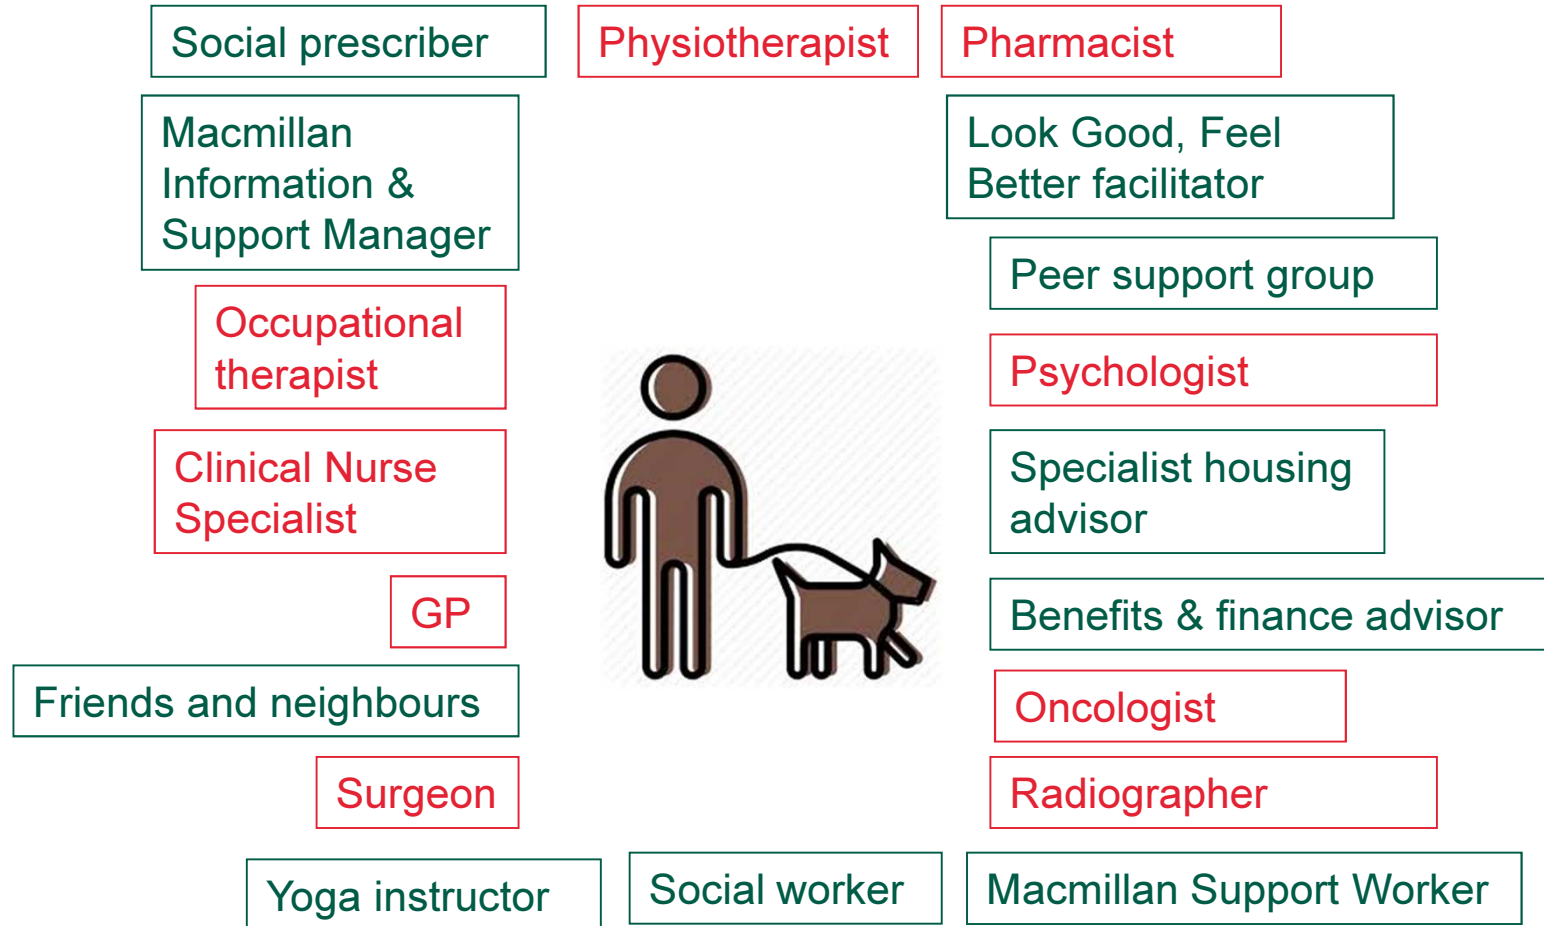 Social prescriber
Physiotherapist
Pharmacist
Macmillan
Information &
Support Manager
Look Good, Feel
Better facilitator
Peer support group
Occupational
therapist
Psychologist
Clinical Nurse
Specialist
Specialist housing
advisor
GP
Benefits & finance advisor
Friends and neighbours
Oncologist
Surgeon
Radiographer
Yoga instructor
Social worker
Macmillan Support Worker